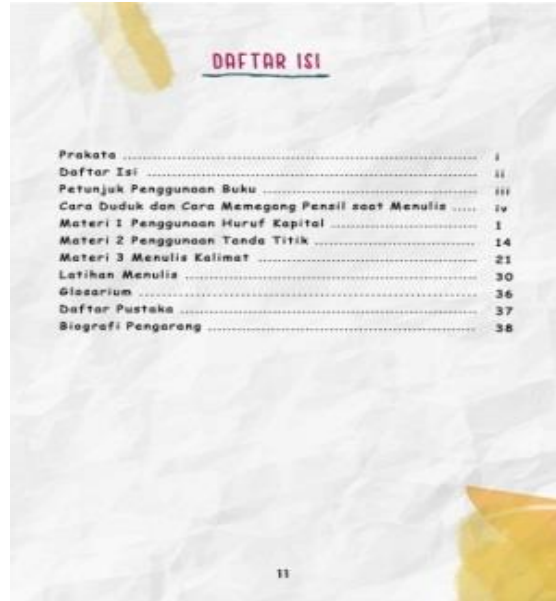 DAFTAR ISI
Prakata ........ i
Daftar Isi ........ ii
Petunjuk Penggunaan Buku ........ iii
Cara Duduk dan Cara Memegang Pensil saat Menulis ..... iv
Materi 1 Penggunaan Huruf Kapital ........ 1
Materi 2 Penggunaan Tanda Titik ........ 14
Materi 3 Menulis Kalimat ........ 21
Latihan Menulis ........ 30
Glosarium ........ 36
Daftar Pustaka ........ 37
Biografi Pengarang ........ 38
11